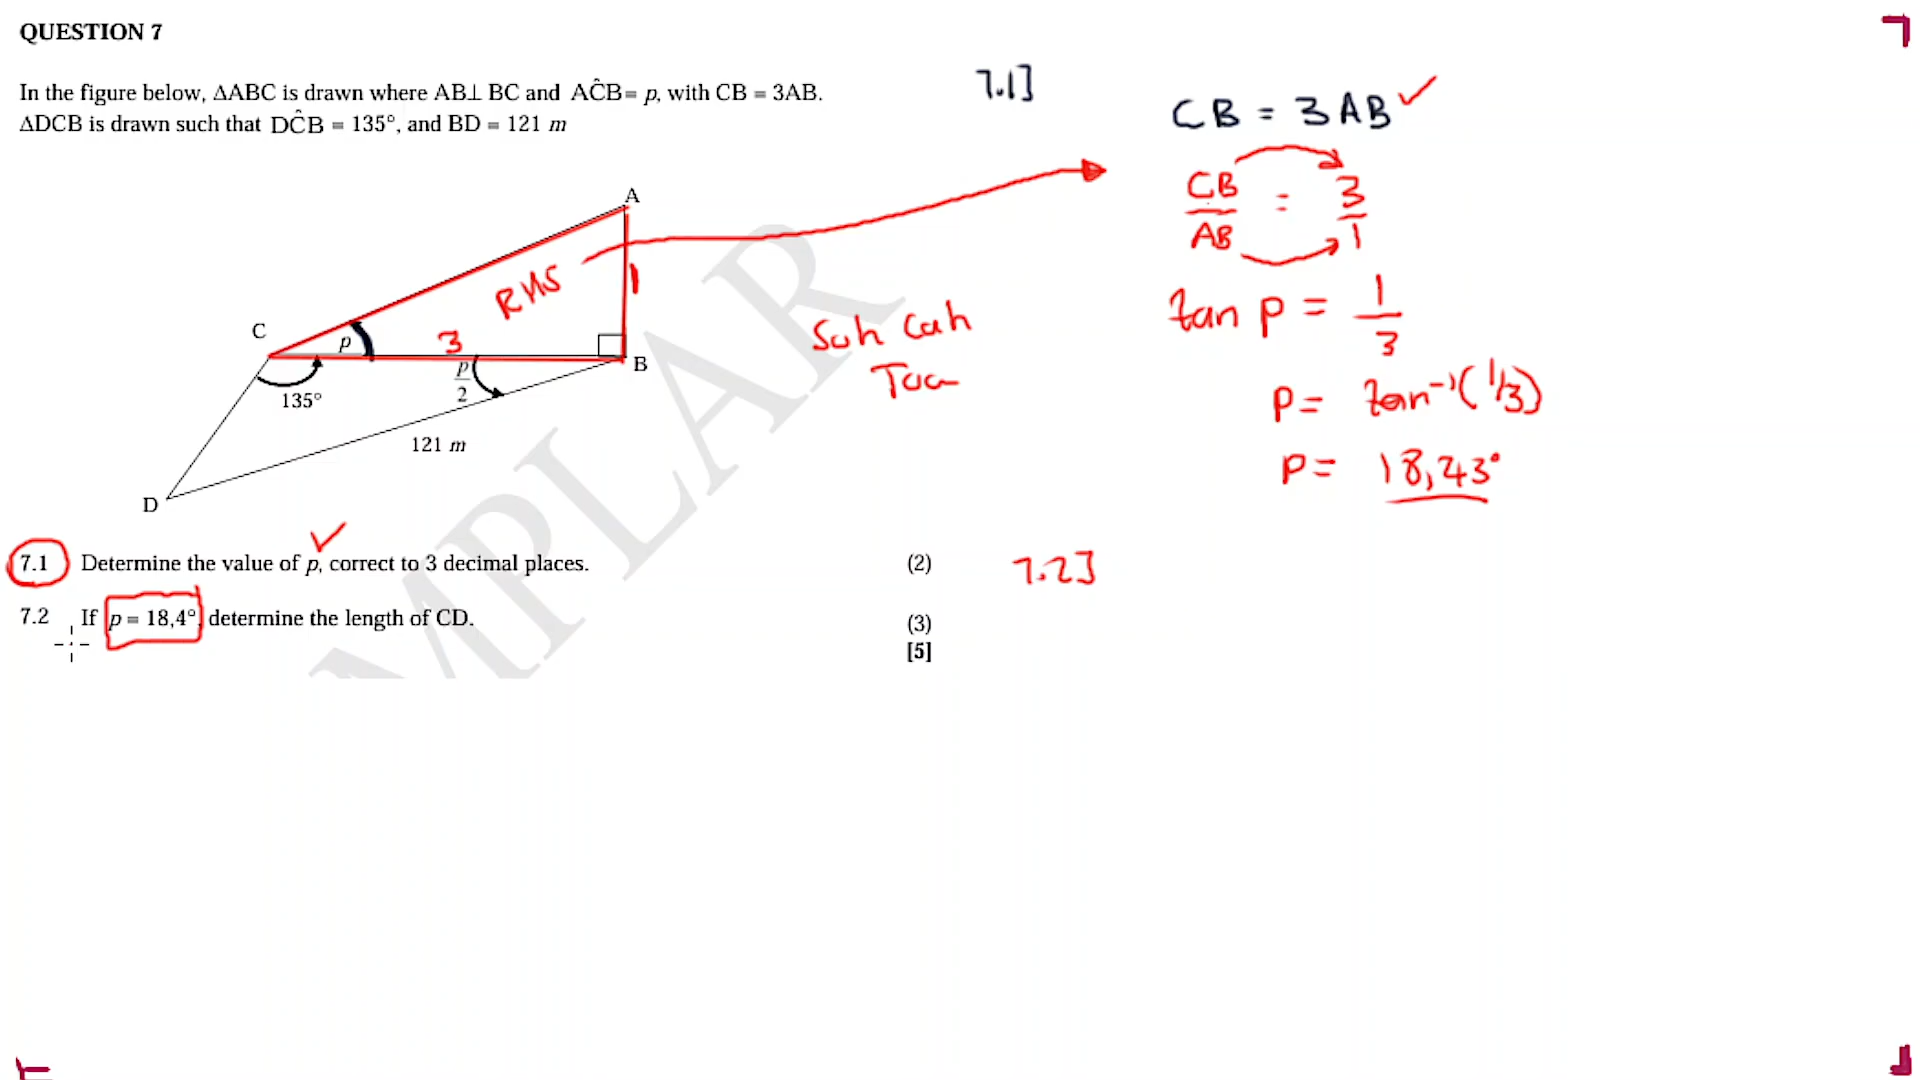 QUESTION 7
In the figure below, ΔABC is drawn where AB⊥ BC and AĈB= p, with CB = 3AB.
ΔDCB is drawn such that DĈB = 135°, and BD = 121 m
A
RHS
1
C
p
3
B
135°
p/2
121 m
D
Soh Cah
Toa
7.1 Determine the value of p, correct to 3 decimal places. (2)
7.2 If p = 18,4°, determine the length of CD. (3)
[5]
MPLAR
7.1]
CB = 3AB
CB/AB = 3/1
tan p = 1/3
p = tan⁻¹(1/3)
p = 18,43°
7.2]